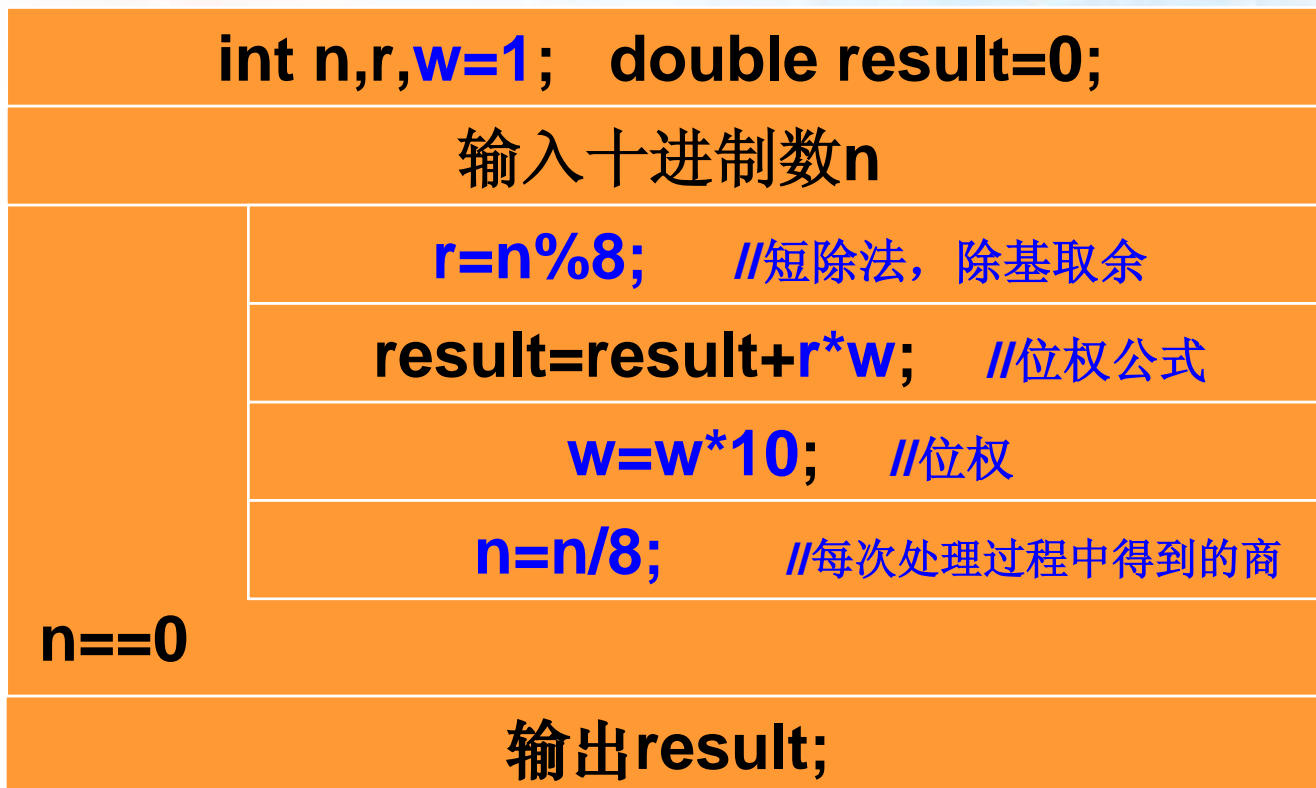 int n,r,w=1; double result=0;
输入十进制数n
r=n%8; //短除法，除基取余
result=result+r*w; //位权公式
w=w*10; //位权
n=n/8; //每次处理过程中得到的商
n==0
输出result;